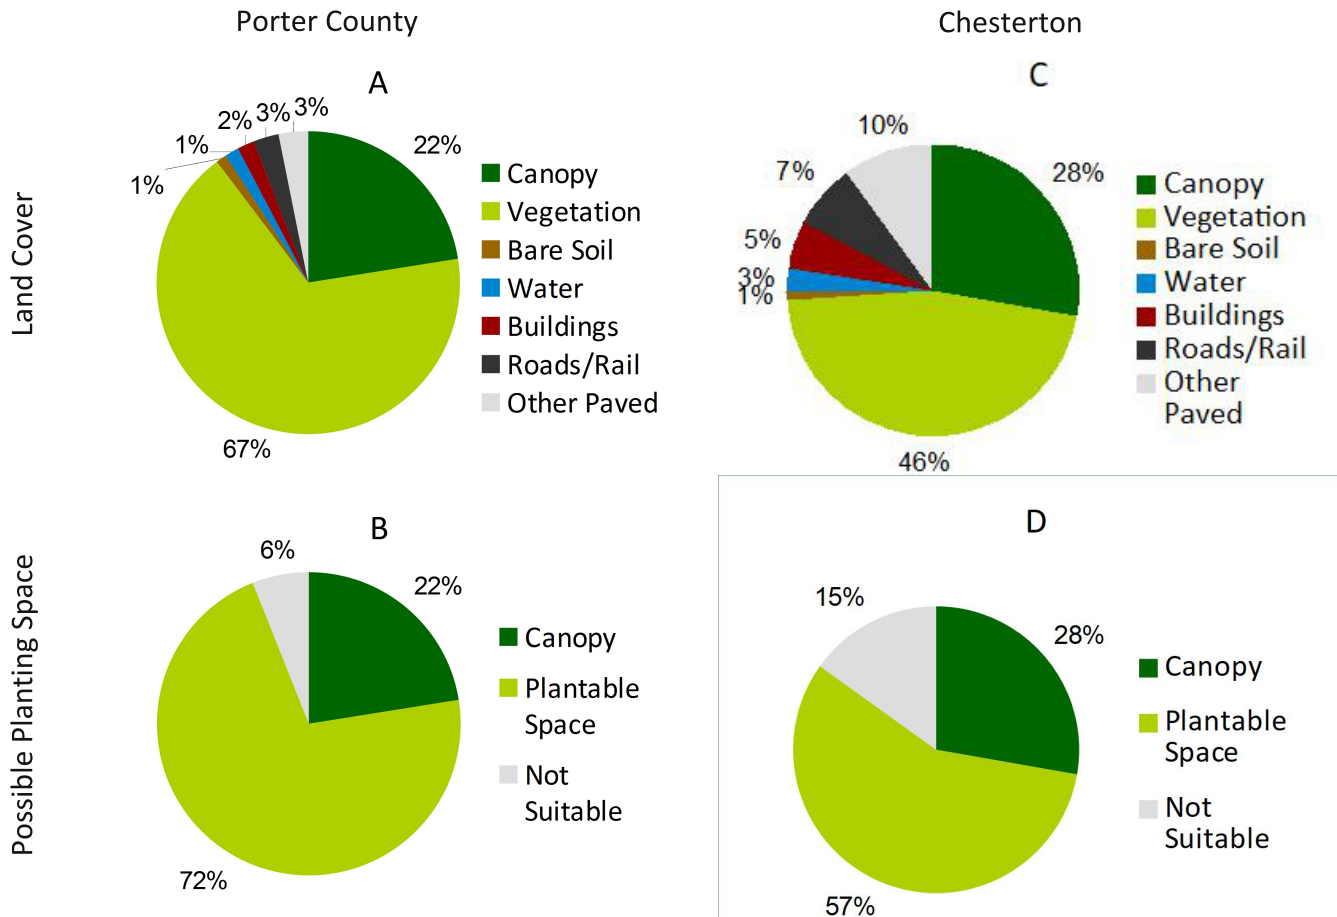 Porter County
Chesterton
Land Cover
A
1%
1%
2%
3%
3%
22%
67%
Canopy
Vegetation
Bare Soil
Water
Buildings
Roads/Rail
Other Paved
C
10%
7%
5%
3%
1%
28%
46%
Canopy
Vegetation
Bare Soil
Water
Buildings
Roads/Rail
Other
Paved
Possible Planting Space
B
6%
22%
72%
Canopy
Plantable
Space
Not
Suitable
D
15%
28%
57%
Canopy
Plantable
Space
Not
Suitable